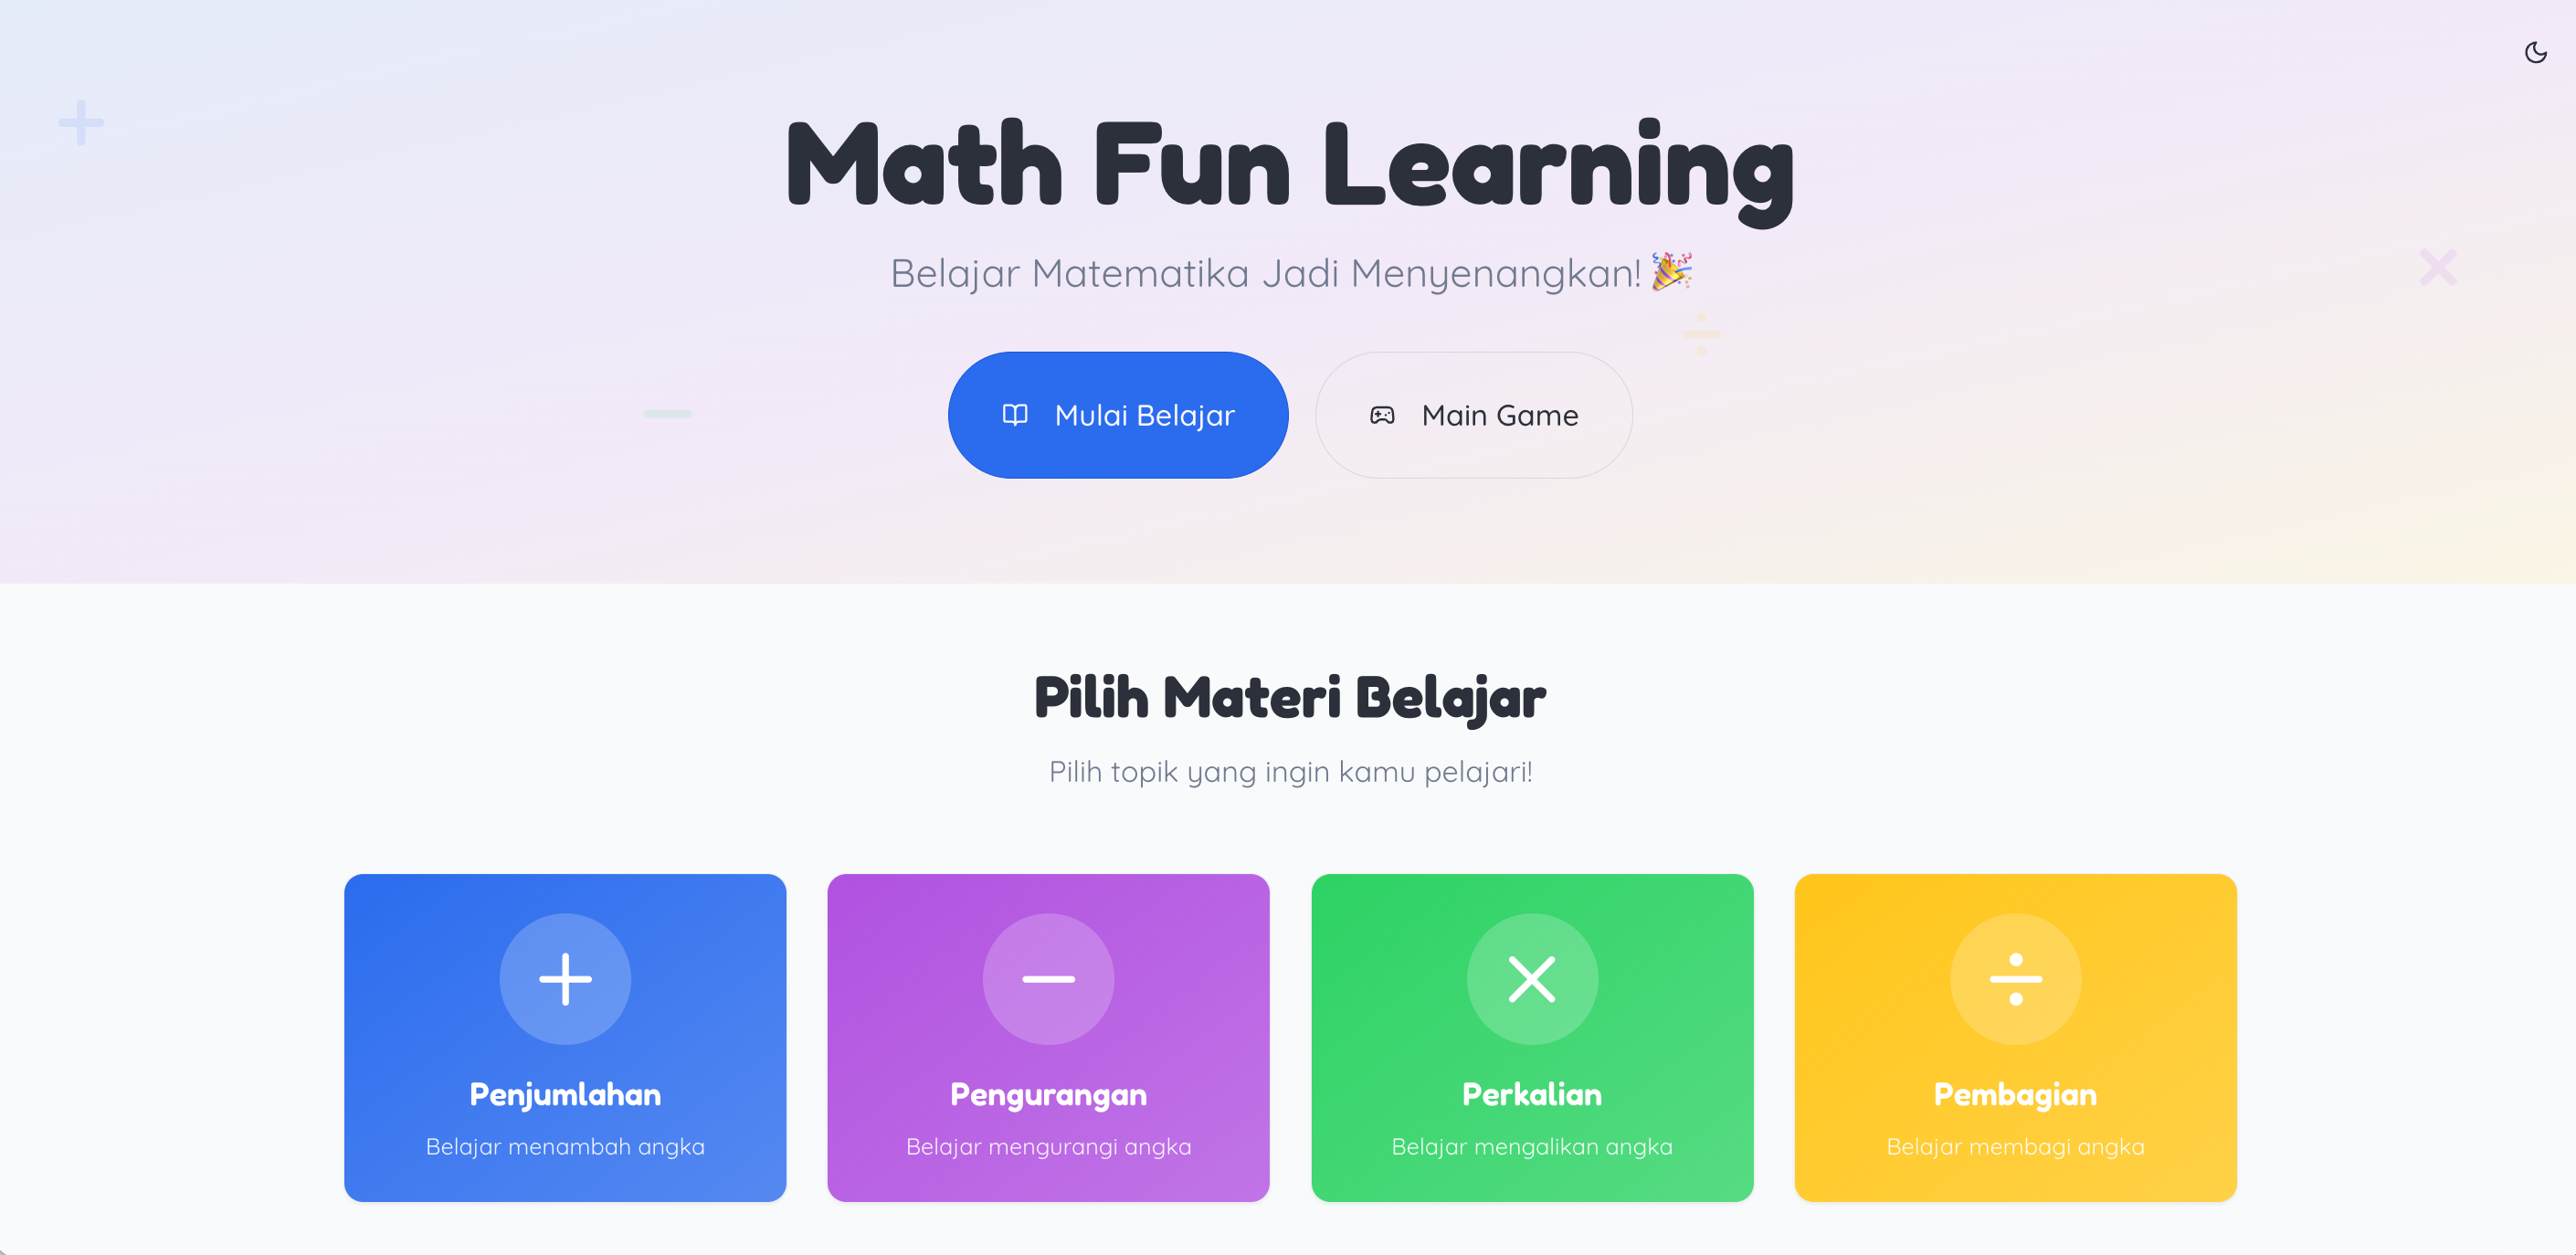 Math Fun Learning
Belajar Matematika Jadi Menyenangkan! 🎉
Mulai Belajar
Main Game
Pilih Materi Belajar
Pilih topik yang ingin kamu pelajari!
Penjumlahan
Belajar menambah angka
Pengurangan
Belajar mengurangi angka
Perkalian
Belajar mengalikan angka
Pembagian
Belajar membagi angka